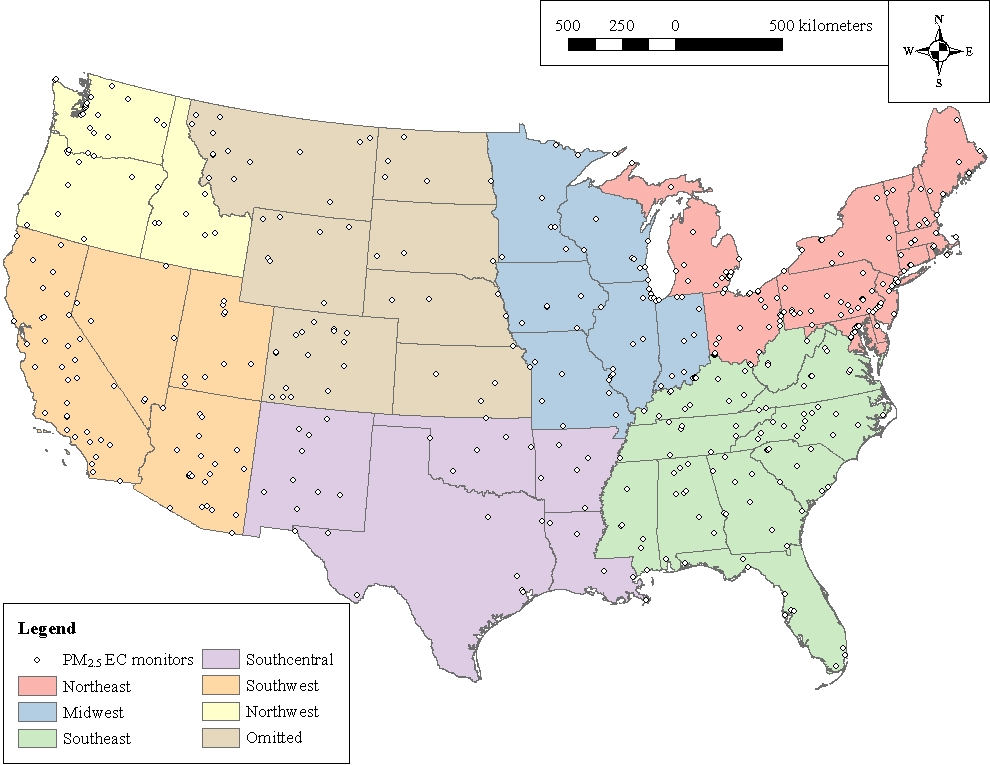 500 250 0 500 kilometers
N
W E
S
Legend
PM2.5 EC monitors
Northeast
Midwest
Southeast
Southcentral
Southwest
Northwest
Omitted